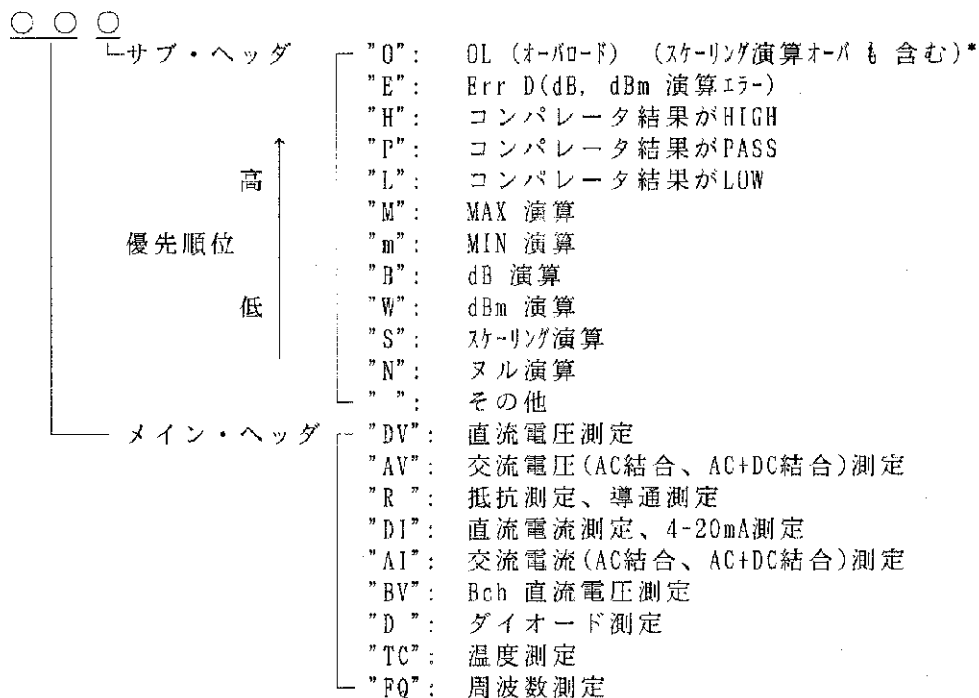 ○ ○ ○
サブ・ヘッダ "O": OL (オーバロード) (スケーリング演算オーバ も 含む)*
"E": Err D(dB, dBm 演算エラー)
"H": コンパレータ結果がHIGH
"P": コンパレータ結果がPASS
高 "L": コンパレータ結果がLOW
"M": MAX 演算
優先順位 "m": MIN 演算
"B": dB 演算
低 "W": dBm 演算
"S": スケーリング演算
"N": ヌル演算
" ": その他
メイン・ヘッダ "DV": 直流電圧測定
"AV": 交流電圧(AC結合、AC+DC結合)測定
"R ": 抵抗測定、導通測定
"DI": 直流電流測定、4-20mA測定
"AI": 交流電流(AC結合、AC+DC結合)測定
"BV": Bch 直流電圧測定
"D ": ダイオード測定
"TC": 温度測定
"FQ": 周波数測定